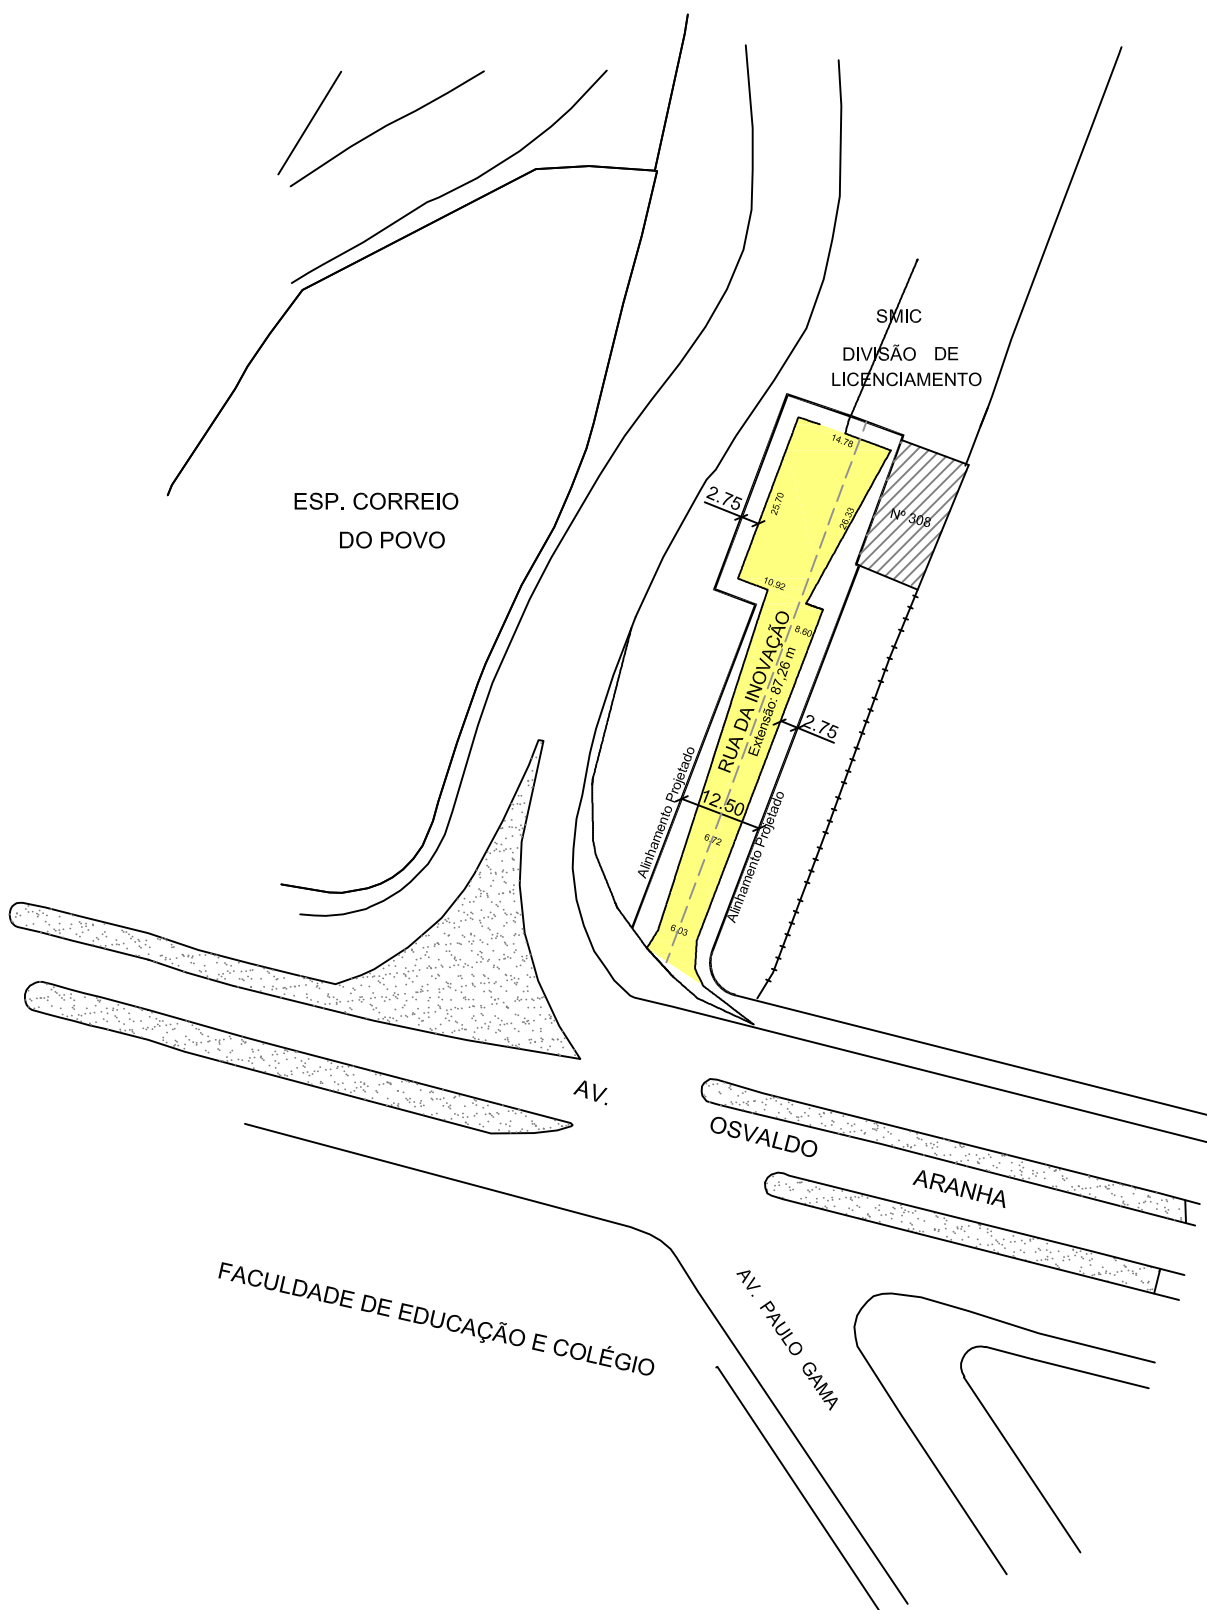 SMIC
DIVISÃO DE
LICENCIAMENTO
14.78
ESP. CORREIO
DO POVO
2.75
25.70
26.33
Nº 308
10.92
8.60
RUA DA INOVAÇÃO
Extensão: 87,26 m
2.75
Alinhamento Projetado
12.50
Alinhamento Projetado
6.72
6.03
AV.
OSVALDO
ARANHA
FACULDADE DE EDUCAÇÃO E COLÉGIO
AV. PAULO GAMA